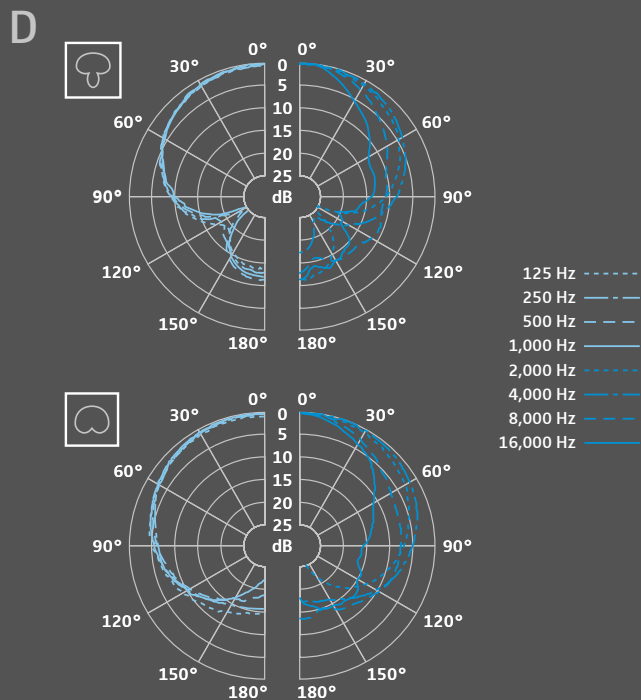 D
0° 0°
30° 0 30°
5
10
60° 15 60°
20
25
90° dB 90°
120° 120°
150° 150°
180° 180°
125 Hz
250 Hz
500 Hz
1,000 Hz
2,000 Hz
4,000 Hz
8,000 Hz
16,000 Hz
0° 0°
30° 0 30°
5
10
60° 15 60°
20
25
90° dB 90°
120° 120°
150° 150°
180° 180°